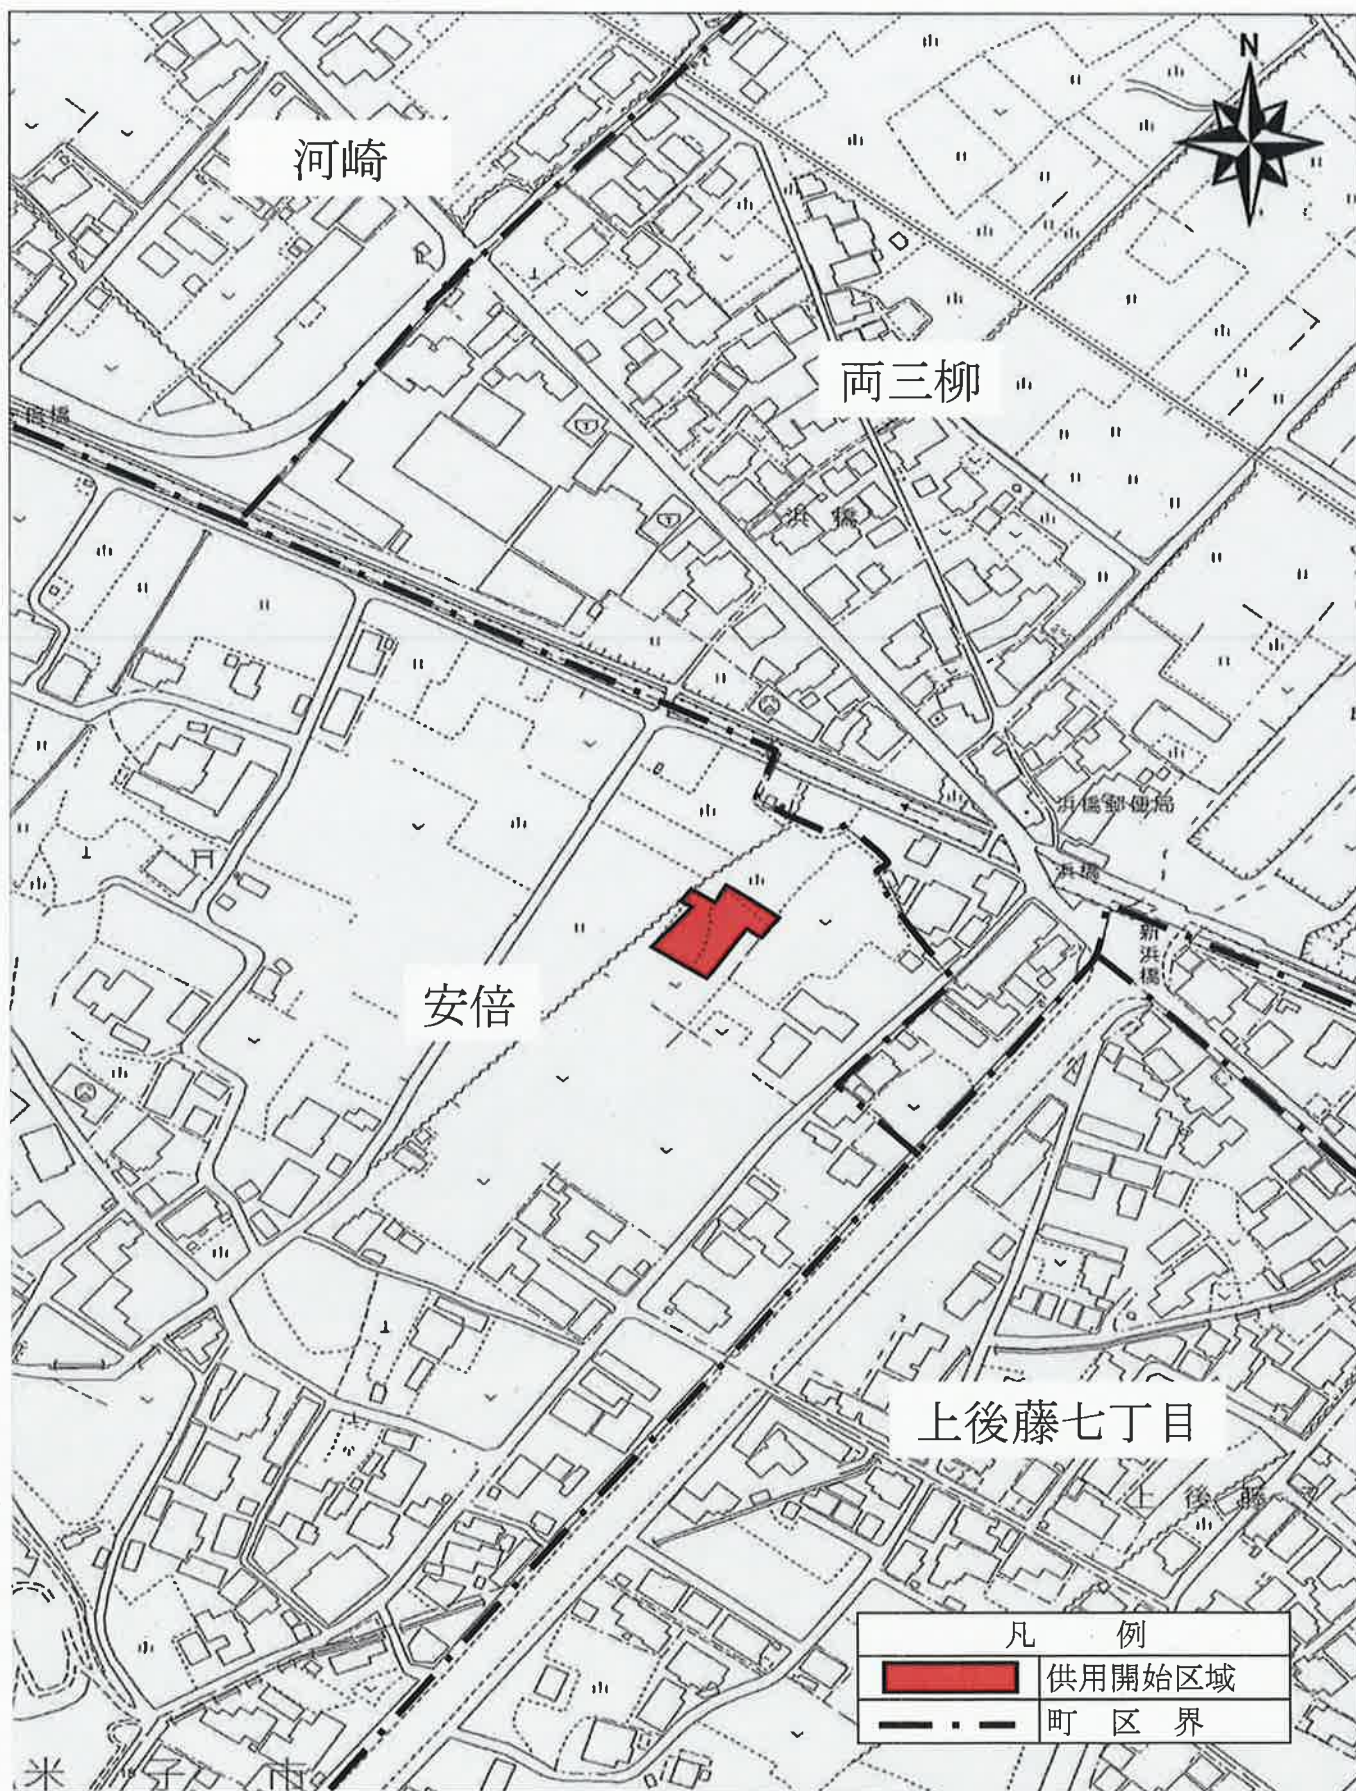 N
河崎
両三柳
浜橋
浜橋郵便局
浜橋
新浜橋
安倍
上後藤七丁目
上後藤
凡 例
供用開始区域
町 区 界
米子市